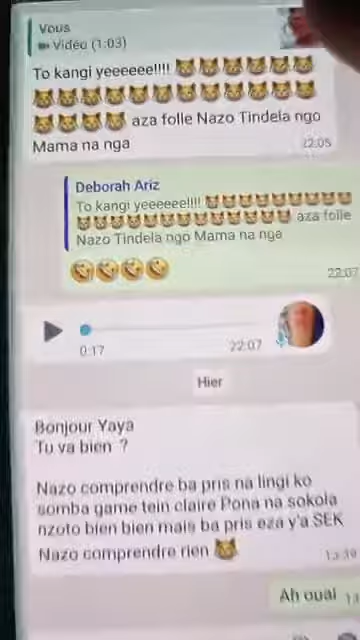 Vous
Vidéo (1:03)
To kangi yeeeeee!!!! 😹😹😹😹😹😹
😹😹😹😹😹😹😹😹😹😹😹😹
😹😹😹😹 aza folle Nazo Tindela ngo
Mama na nga
22:05
Deborah Ariz
To kangi yeeeeee!!!! 😹😹😹😹😹😹😹😹😹
😹😹😹😹😹😹😹😹😹😹😹😹😹 aza folle
Nazo Tindela ngo Mama na nga
🤣🤣🤣🤣
22:07
0:17
22:07
Hier
Bonjour Yaya
Tu va bien ?
Nazo comprendre ba pris na lingi ko
somba game tein claire Pona na sokola
nzoto bien bien mais ba pris eza y'a SEK
Nazo comprendre rien 😹
13:39
Ah ouai